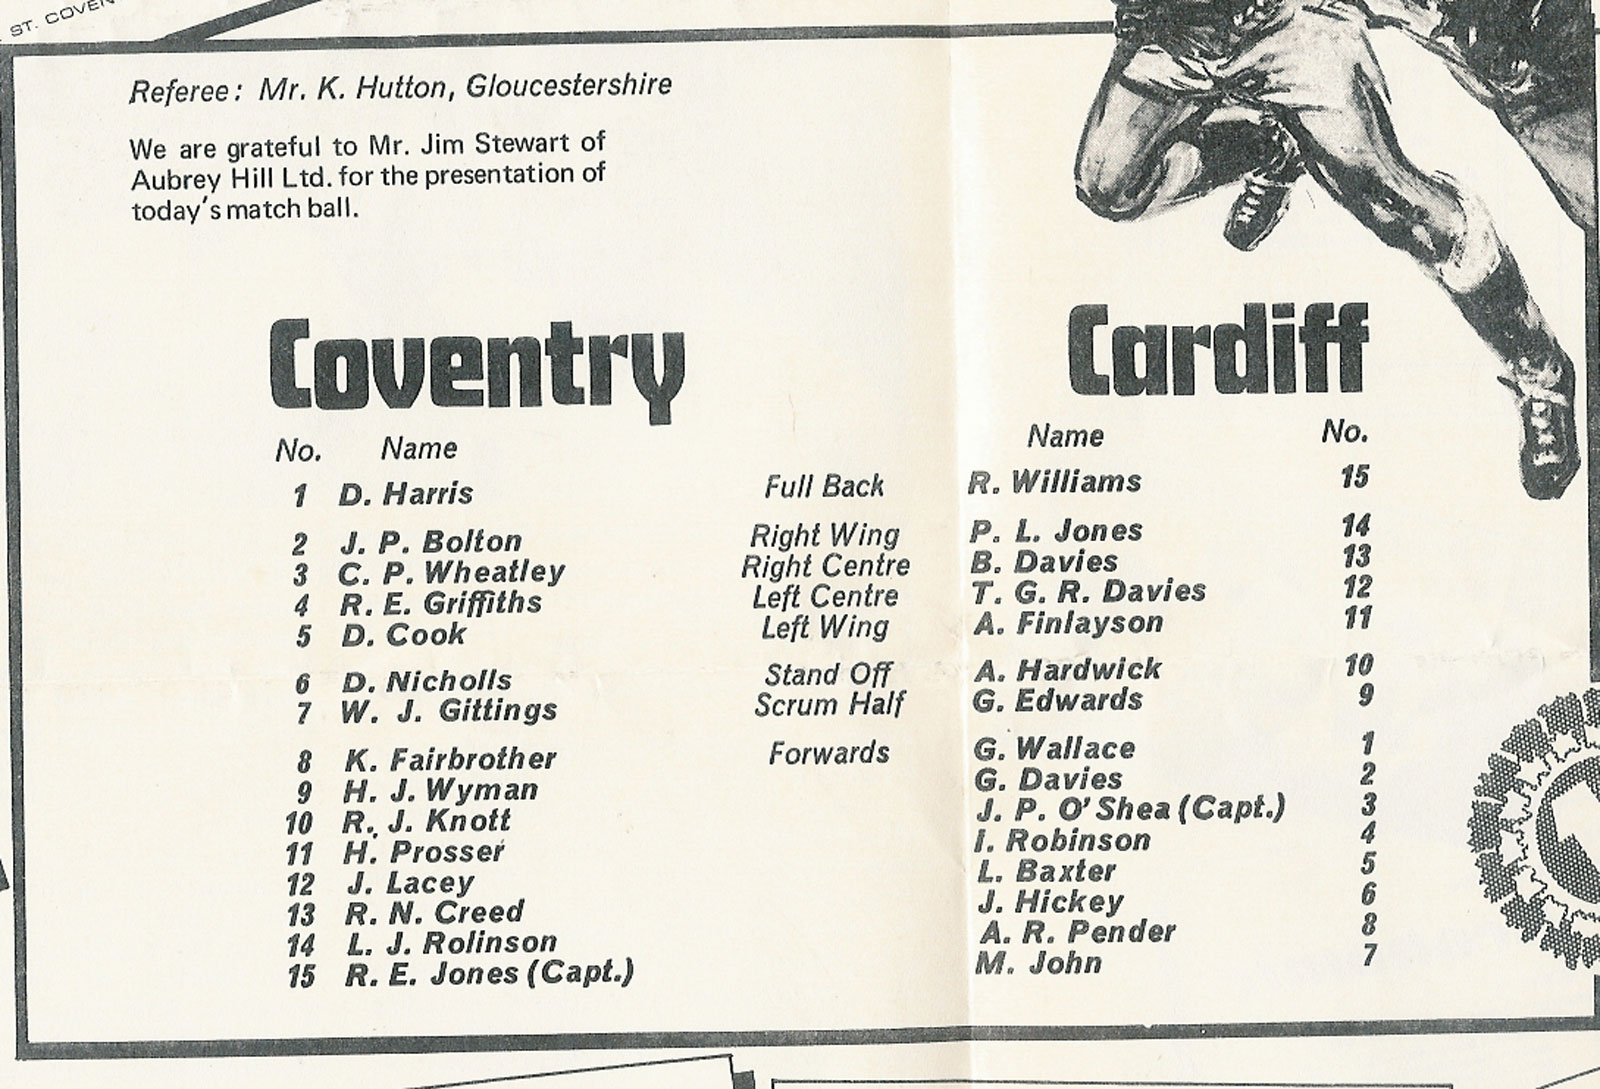 ST. COVEN
Referee: Mr. K. Hutton, Gloucestershire
We are grateful to Mr. Jim Stewart of
Aubrey Hill Ltd. for the presentation of
today's match ball.
Coventry Cardiff
No. Name Name No.
1 D. Harris Full Back R. Williams 15
2 J. P. Bolton Right Wing P. L. Jones 14
3 C. P. Wheatley Right Centre B. Davies 13
4 R. E. Griffiths Left Centre T. G. R. Davies 12
5 D. Cook Left Wing A. Finlayson 11
6 D. Nicholls Stand Off A. Hardwick 10
7 W. J. Gittings Scrum Half G. Edwards 9
8 K. Fairbrother Forwards G. Wallace 1
9 H. J. Wyman G. Davies 2
10 R. J. Knott J. P. O'Shea (Capt.) 3
11 H. Prosser I. Robinson 4
12 J. Lacey L. Baxter 5
13 R. N. Creed J. Hickey 6
14 L. J. Rolinson A. R. Pender 8
15 R. E. Jones (Capt.) M. John 7